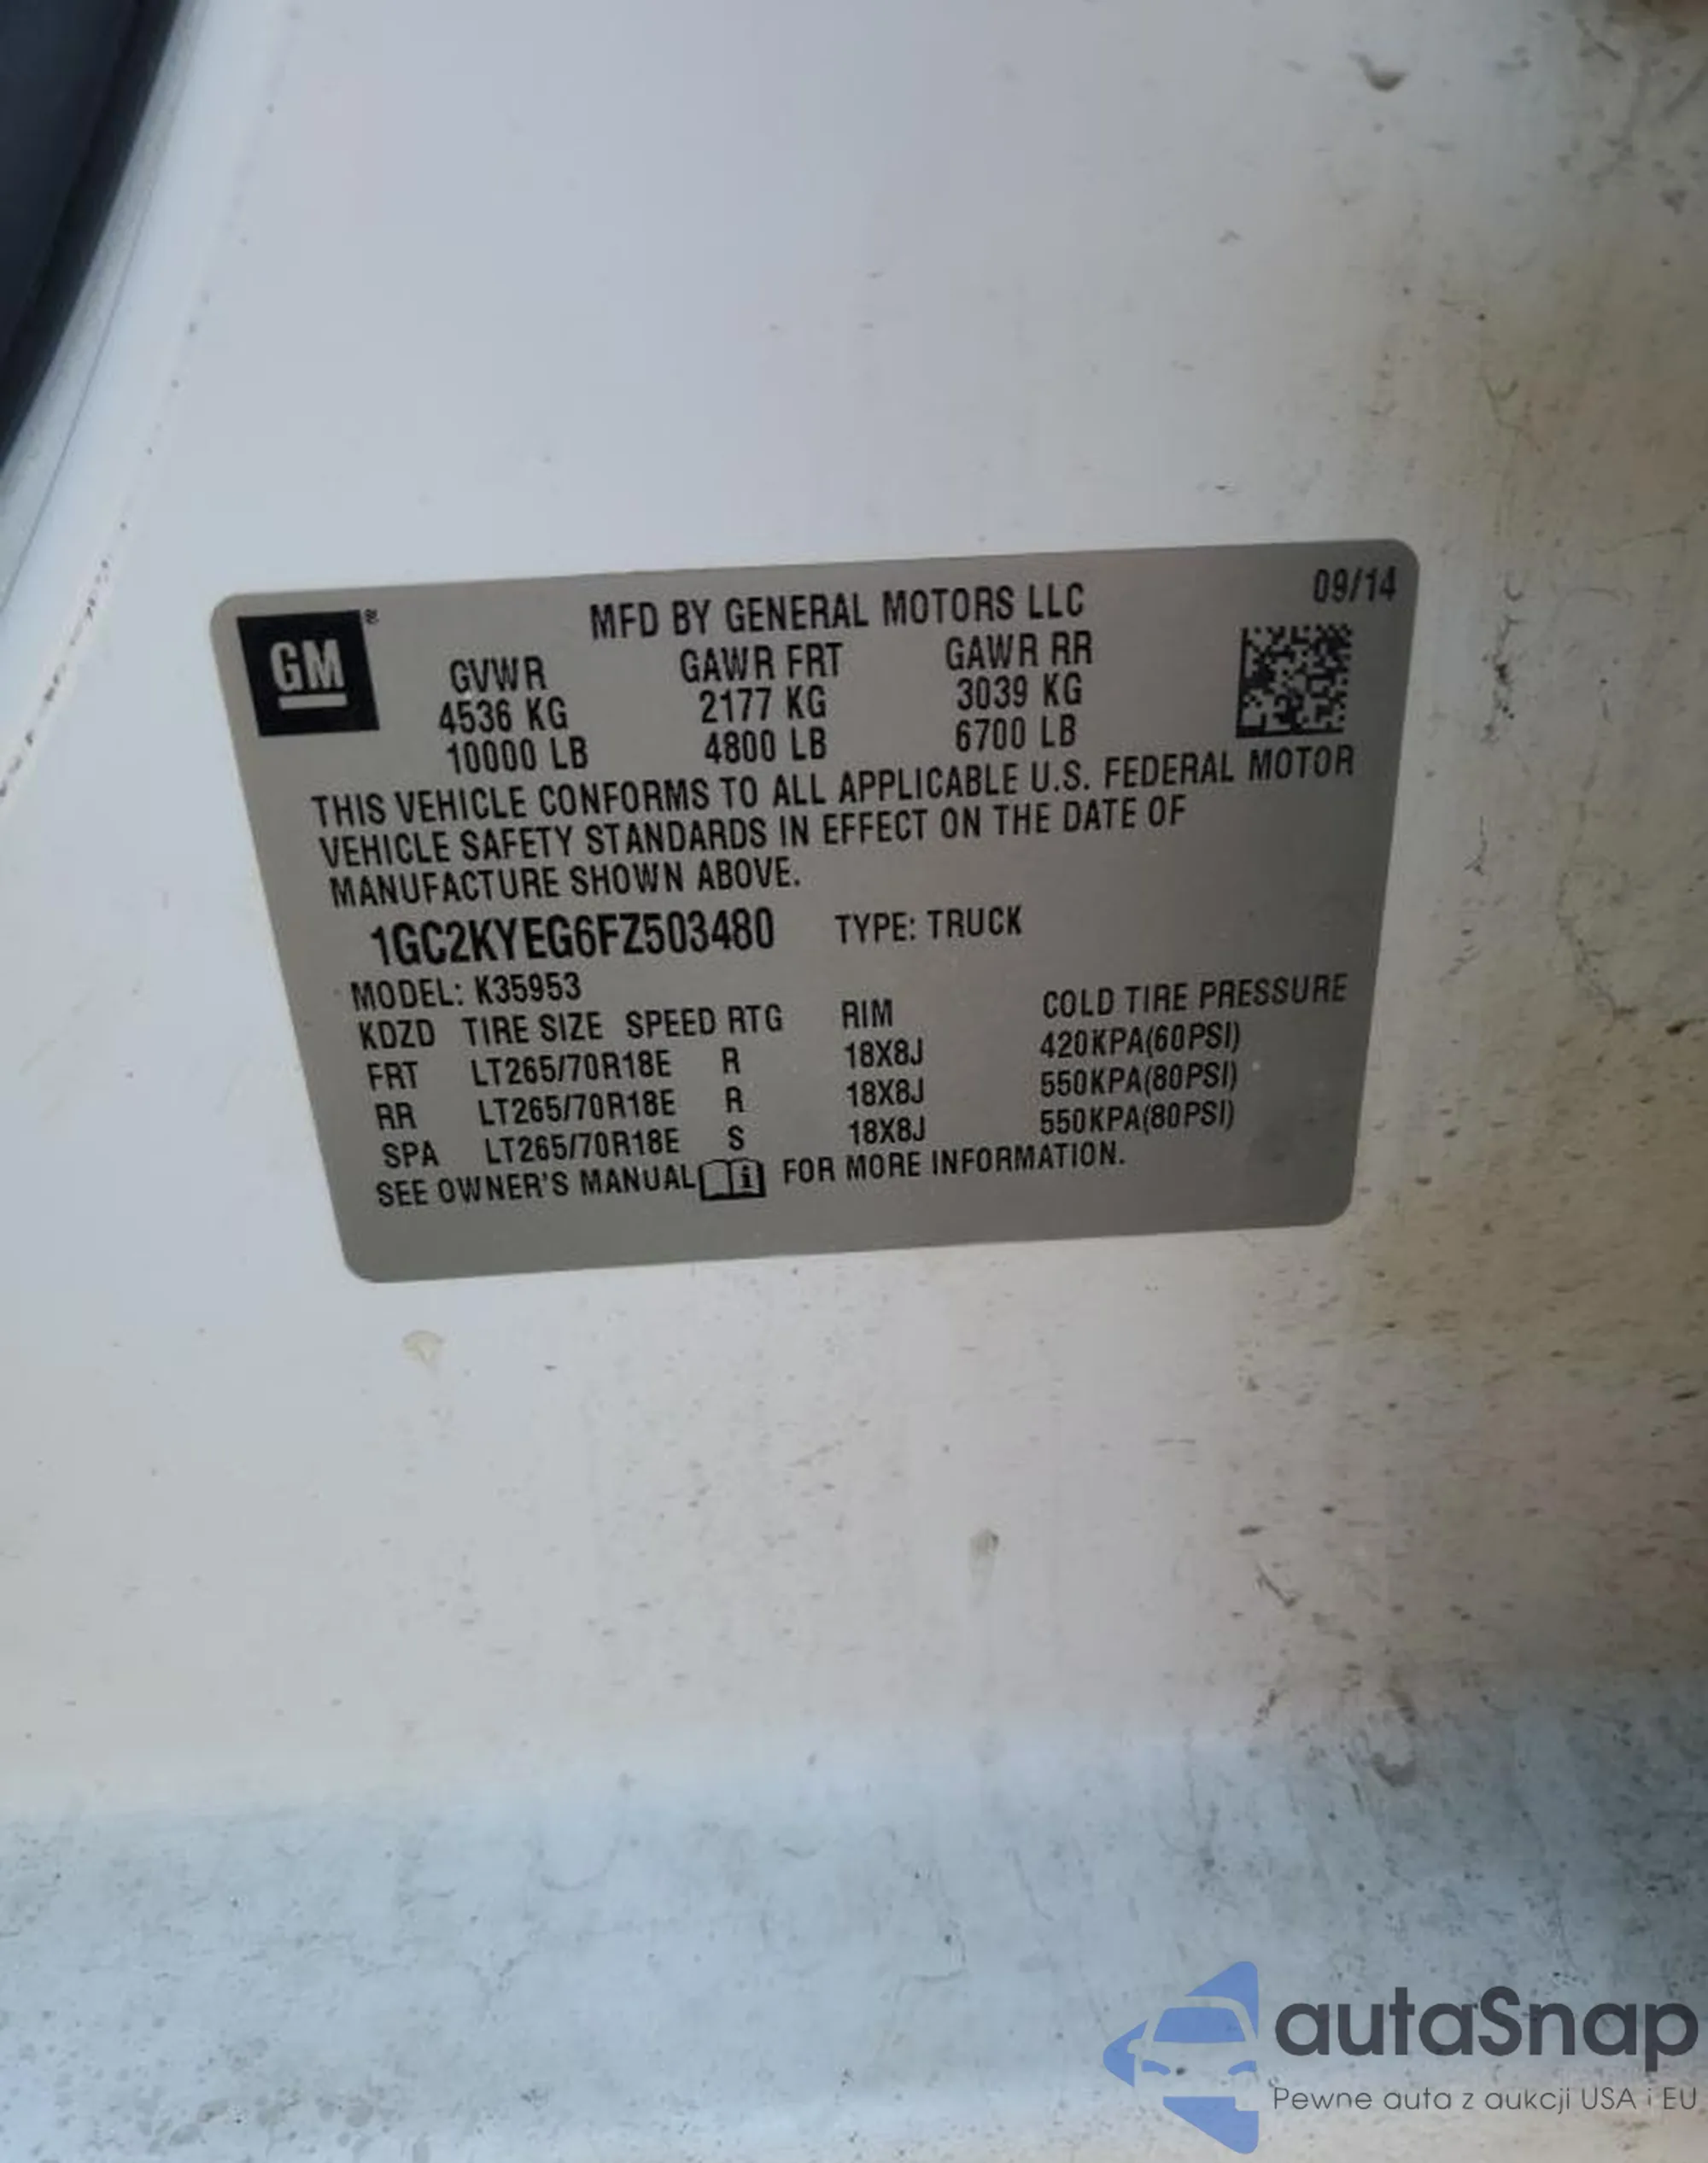 09/14
GM®
MFD BY GENERAL MOTORS LLC
GVWR GAWR FRT GAWR RR
4536 KG 2177 KG 3039 KG
10000 LB 4800 LB 6700 LB
THIS VEHICLE CONFORMS TO ALL APPLICABLE U.S. FEDERAL MOTOR
VEHICLE SAFETY STANDARDS IN EFFECT ON THE DATE OF
MANUFACTURE SHOWN ABOVE.
1GC2KYEG6FZ503480 TYPE: TRUCK
MODEL: K35953
KDZD TIRE SIZE SPEED RTG RIM COLD TIRE PRESSURE
FRT LT265/70R18E R 18X8J 420KPA(60PSI)
RR LT265/70R18E R 18X8J 550KPA(80PSI)
SPA LT265/70R18E S 18X8J 550KPA(80PSI)
SEE OWNER'S MANUAL FOR MORE INFORMATION.
autaSnap
Pewne auta z aukcji USA i EU